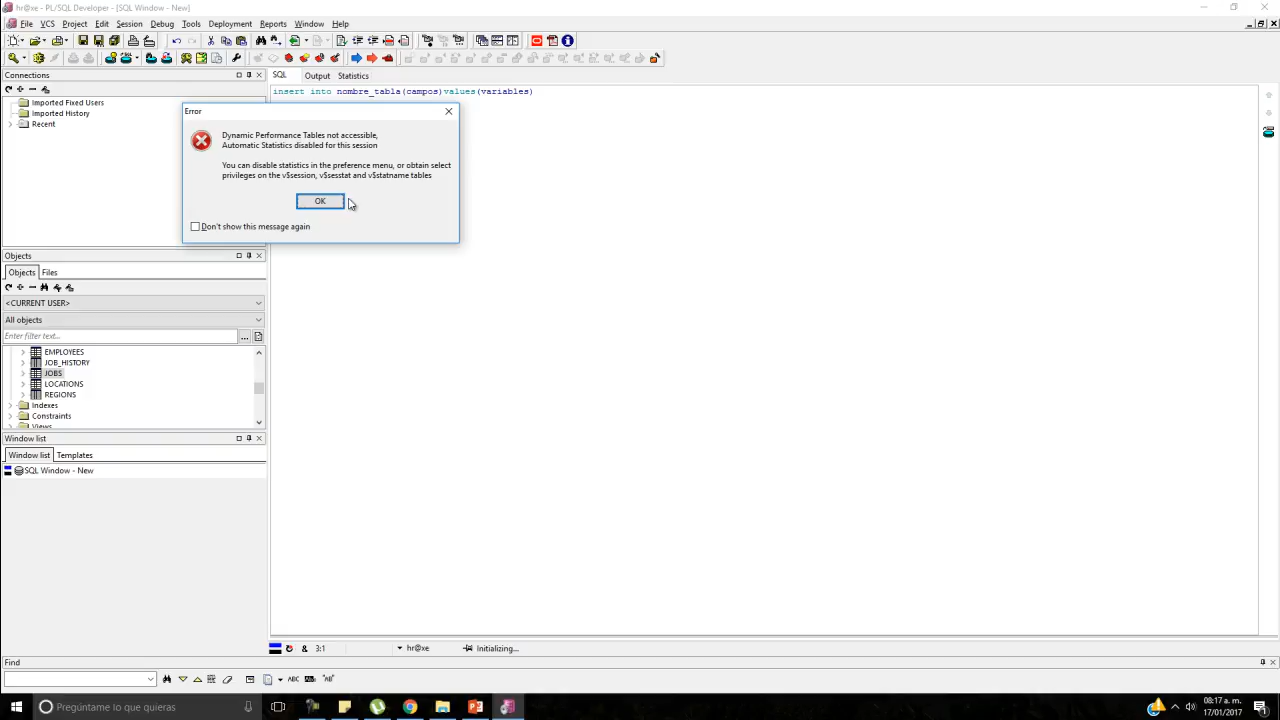 hr@xe - PL/SQL Developer - [SQL Window - New]
File VCS Project Edit Session Debug Tools Deployment Reports Window Help
Connections
SQL Output Statistics
insert into nombre_tabla(campos)values(variables)
Imported Fixed Users
Imported History
Recent
Error
Dynamic Performance Tables not accessible,
Automatic Statistics disabled for this session
You can disable statistics in the preference menu, or obtain select
privileges on the v$session, v$sesstat and v$statname tables
OK
Don't show this message again
Objects
Objects Files
<CURRENT USER>
All objects
Enter filter text...
EMPLOYEES
JOB_HISTORY
JOBS
LOCATIONS
REGIONS
Indexes
Constraints
Views
Window list
Window list Templates
SQL Window - New
& 3:1 hr@xe Initializing...
Find
ABC "AB"
Pregúntame lo que quieras
08:17 a. m.
17/01/2017
1